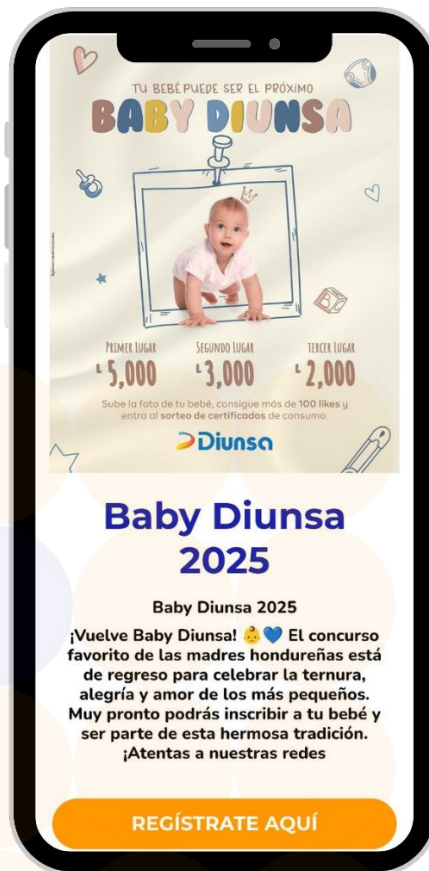 TU BEBÉ PUEDE SER EL PRÓXIMO
BABY DIUNSA
PRIMER LUGAR
L 5,000
SEGUNDO LUGAR
L 3,000
TERCER LUGAR
L 2,000
Sube la foto de tu bebé, consigue más de 100 likes y
entra al sorteo de certificados de consumo
Diunsa
Baby Diunsa
2025
Baby Diunsa 2025
¡Vuelve Baby Diunsa! 👶💙 El concurso
favorito de las madres hondureñas está
de regreso para celebrar la ternura,
alegría y amor de los más pequeños.
Muy pronto podrás inscribir a tu bebé y
ser parte de esta hermosa tradición.
¡Atentas a nuestras redes
REGÍSTRATE AQUÍ